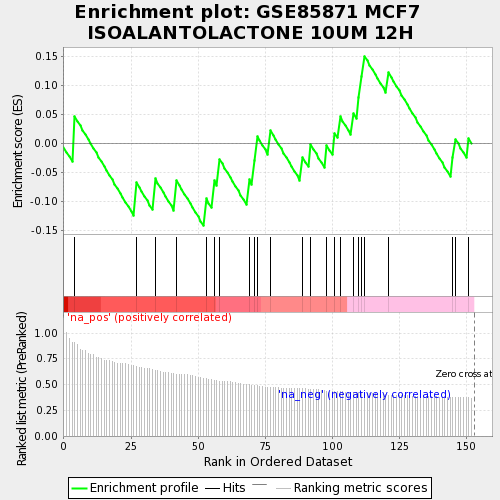 Enrichment plot: GSE85871 MCF7
ISOALANTOLACTONE 10UM 12H
Enrichment score (ES)
0.15
0.10
0.05
0.00
-0.05
-0.10
-0.15
'na_pos' (positively correlated)
Ranked list metric (PreRanked)
1.00
0.75
0.50
0.25
0.00
Zero cross at
'na_neg' (negatively correlated)
0
25
50
75
100
125
150
Rank in Ordered Dataset
Enrichment profile
Hits
Ranking metric scores